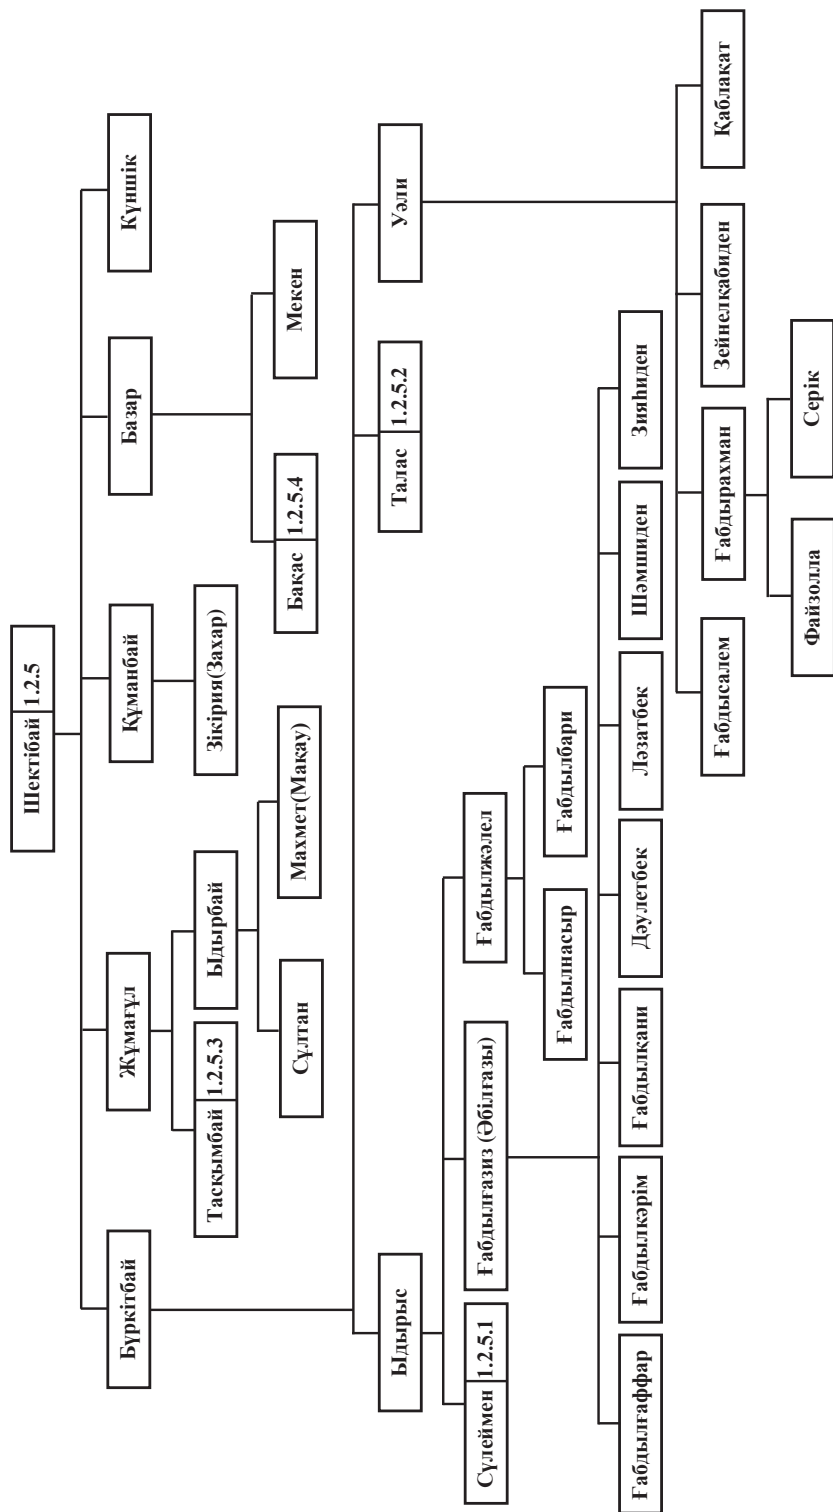 Шектібай 1.2.5
Бүркітбай
Жұмағұл
Құманбай
Базар
Күншік
Тасқымбай 1.2.5.3
Ыдырбай
Зікірия(Захар)
Бақас 1.2.5.4
Мекен
Сұлтан
Махмет(Мақау)
Ыдырыс
Талас 1.2.5.2
Уәли
Сүлеймен 1.2.5.1
Ғабдылғазиз (Әбілғазы)
Ғабдылжәлел
Ғабдылнасыр
Ғабдылбари
Ғабдылғаффар
Ғабдылкәрім
Ғабдылқани
Дәулетбек
Ләззатбек
Шәмшиден
Зияһиден
Ғабдысалем
Ғабдырахман
Зейнелқабиден
Қаблақат
Файзолла
Серік